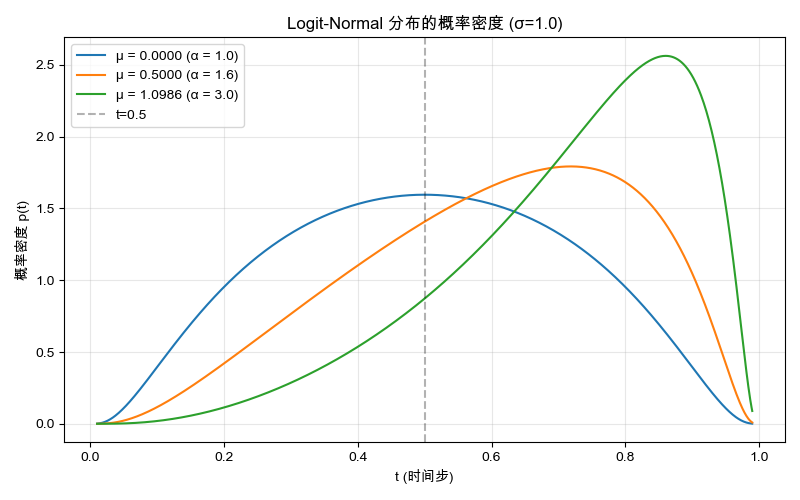 Logit-Normal 分布的概率密度 (σ=1.0)
μ = 0.0000 (α = 1.0)
μ = 0.5000 (α = 1.6)
μ = 1.0986 (α = 3.0)
t=0.5
概率密度 p(t)
2.5
2.0
1.5
1.0
0.5
0.0
0.0 0.2 0.4 0.6 0.8 1.0
t (时间步)